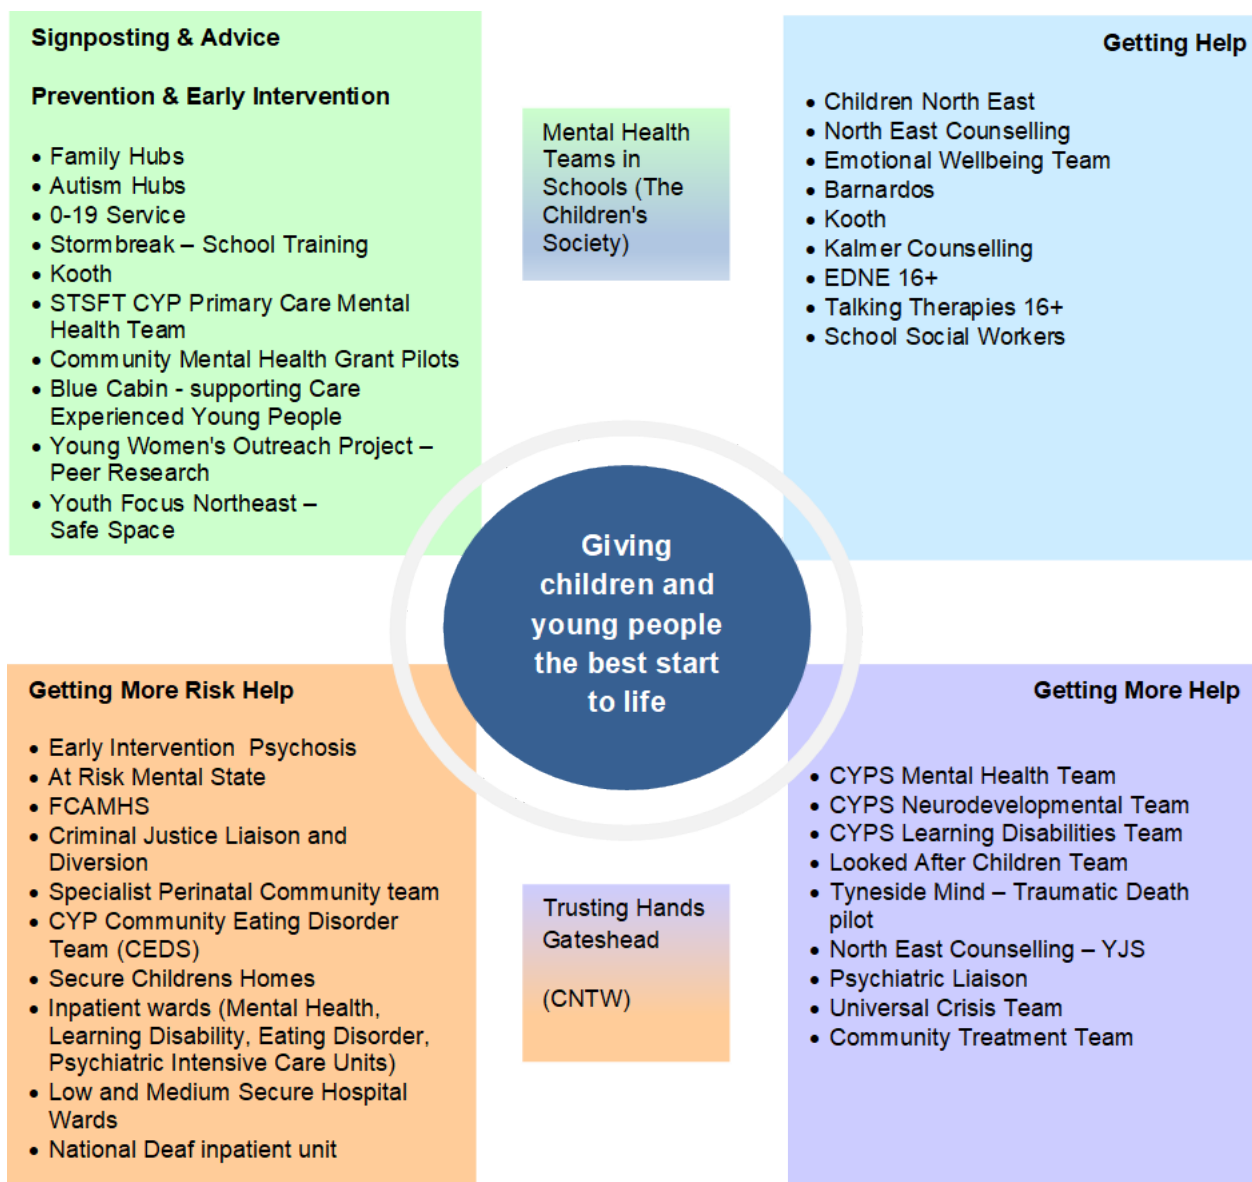 Signposting & Advice
Prevention & Early Intervention
• Family Hubs
• Autism Hubs
• 0-19 Service
• Stormbreak – School Training
• Kooth
• STSFT CYP Primary Care Mental
Health Team
• Community Mental Health Grant Pilots
• Blue Cabin - supporting Care
Experienced Young People
• Young Women's Outreach Project –
Peer Research
• Youth Focus Northeast –
Safe Space
Mental Health
Teams in
Schools (The
Children's
Society)
Getting Help
• Children North East
• North East Counselling
• Emotional Wellbeing Team
• Barnardos
• Kooth
• Kalmer Counselling
• EDNE 16+
• Talking Therapies 16+
• School Social Workers
Giving
children and
young people
the best start
to life
Getting More Risk Help
• Early Intervention  Psychosis
• At Risk Mental State
• FCAMHS
• Criminal Justice Liaison and
Diversion
• Specialist Perinatal Community team
• CYP Community Eating Disorder
Team (CEDS)
• Secure Childrens Homes
• Inpatient wards (Mental Health,
Learning Disability, Eating Disorder,
Psychiatric Intensive Care Units)
• Low and Medium Secure Hospital
Wards
• National Deaf inpatient unit
Trusting Hands
Gateshead
(CNTW)
Getting More Help
• CYPS Mental Health Team
• CYPS Neurodevelopmental Team
• CYPS Learning Disabilities Team
• Looked After Children Team
• Tyneside Mind – Traumatic Death
pilot
• North East Counselling – YJS
• Psychiatric Liaison
• Universal Crisis Team
• Community Treatment Team